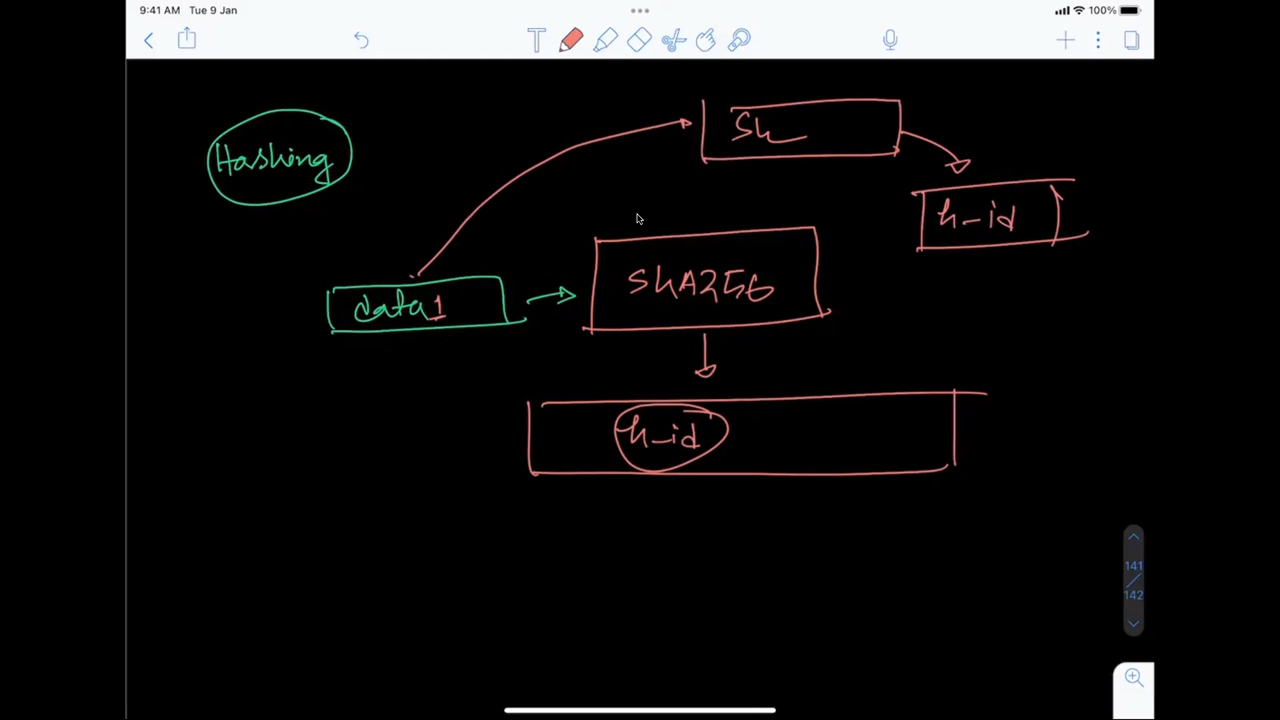 9:41 AM Tue 9 Jan
100%
T
Hashing
Sh
h-id
data1
ShA256
h-id
141
142